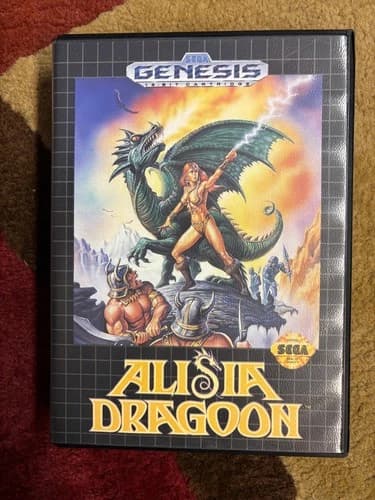 SEGA
GENESIS
16-BIT CARTRIDGE
SEGA
ALISIA
DRAGOON